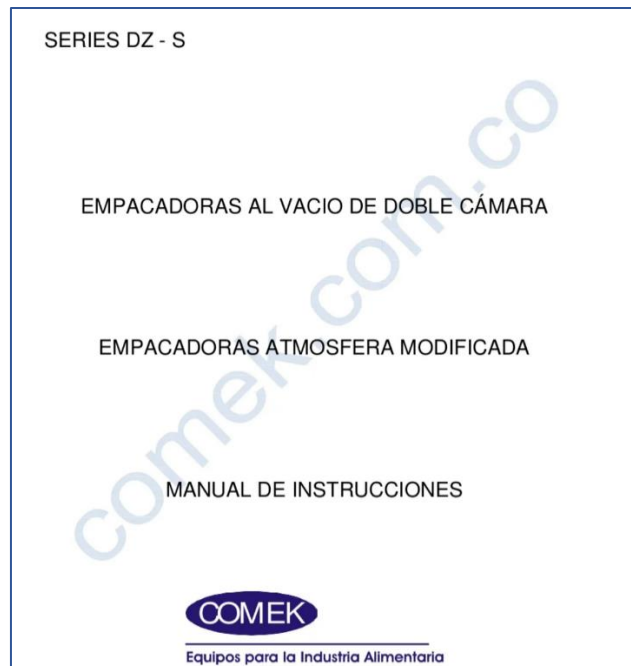 SERIES DZ - S
EMPACADORAS AL VACIO DE DOBLE CÁMARA
EMPACADORAS ATMOSFERA MODIFICADA
MANUAL DE INSTRUCCIONES
comek.com.co
COMEK
Equipos para la Industria Alimentaria